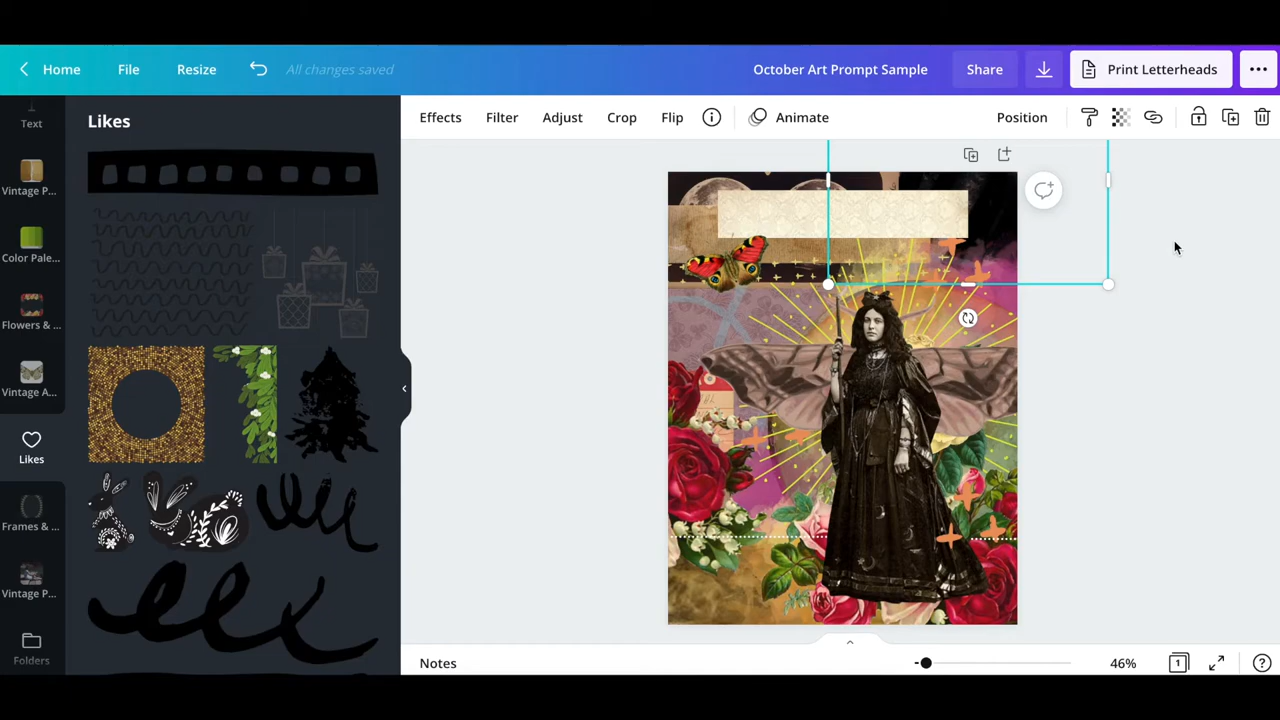 Home
File
Resize
All changes saved
October Art Prompt Sample
Share
Print Letterheads
Text
Vintage P...
Color Pale...
Flowers & ...
Vintage A...
Likes
Frames & ...
Vintage P...
Folders
Likes
Effects
Filter
Adjust
Crop
Flip
Animate
Position
Notes
46%
1